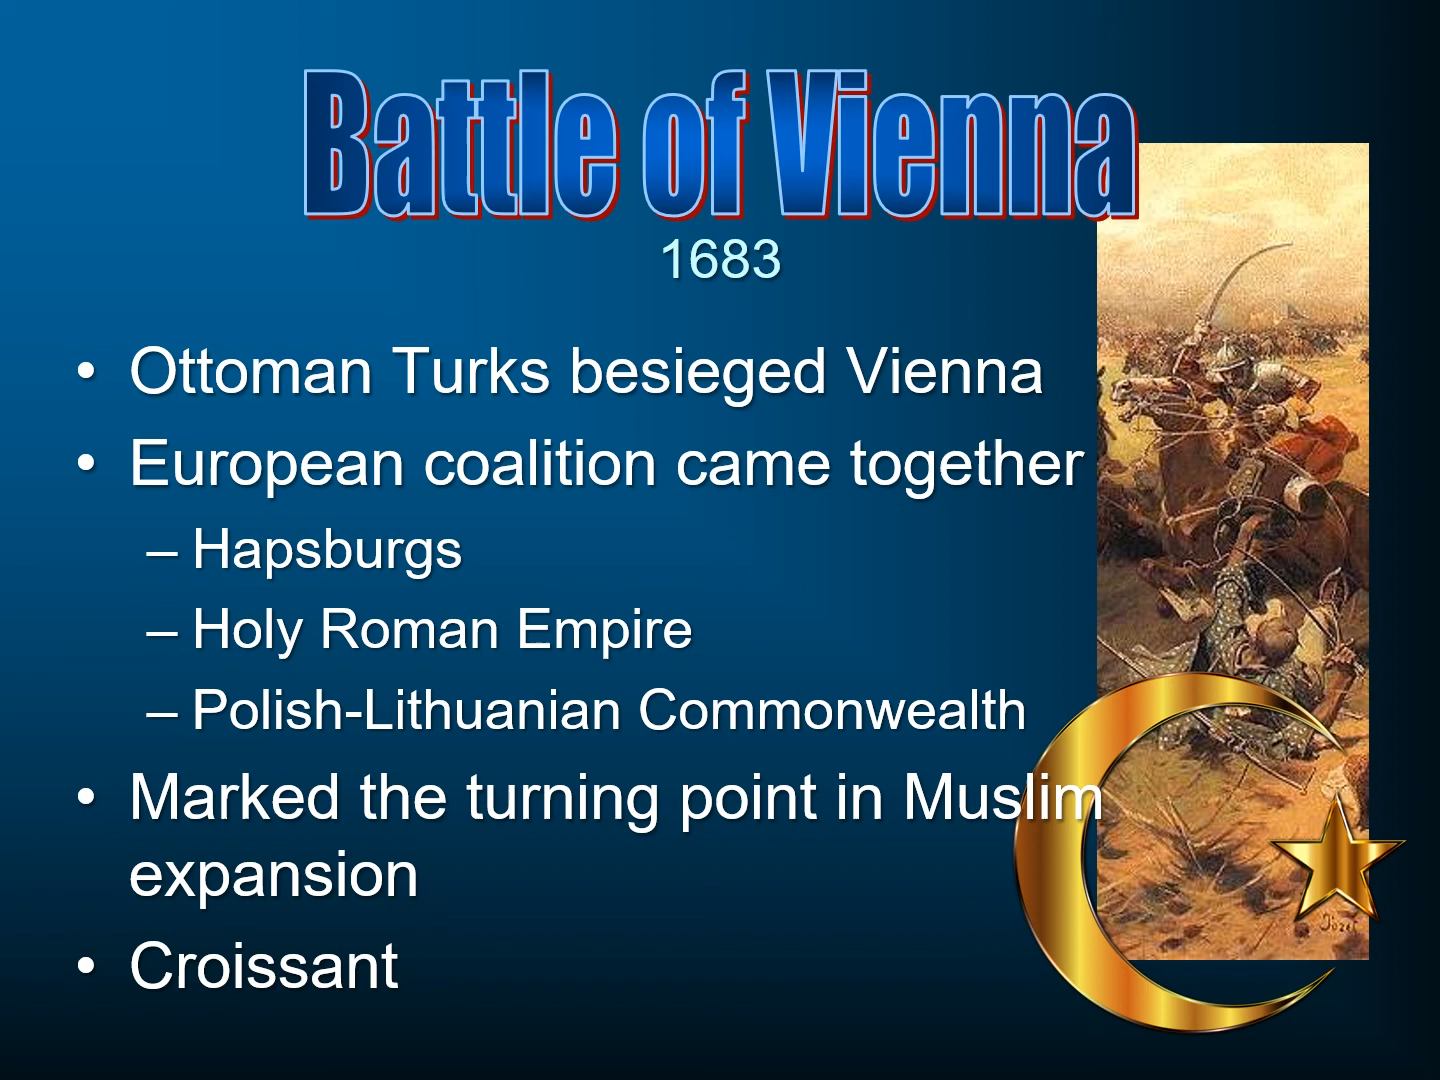 Battle of Vienna
1683
• Ottoman Turks besieged Vienna
• European coalition came together
– Hapsburgs
– Holy Roman Empire
– Polish-Lithuanian Commonwealth
• Marked the turning point in Muslim
expansion
• Croissant
Józef